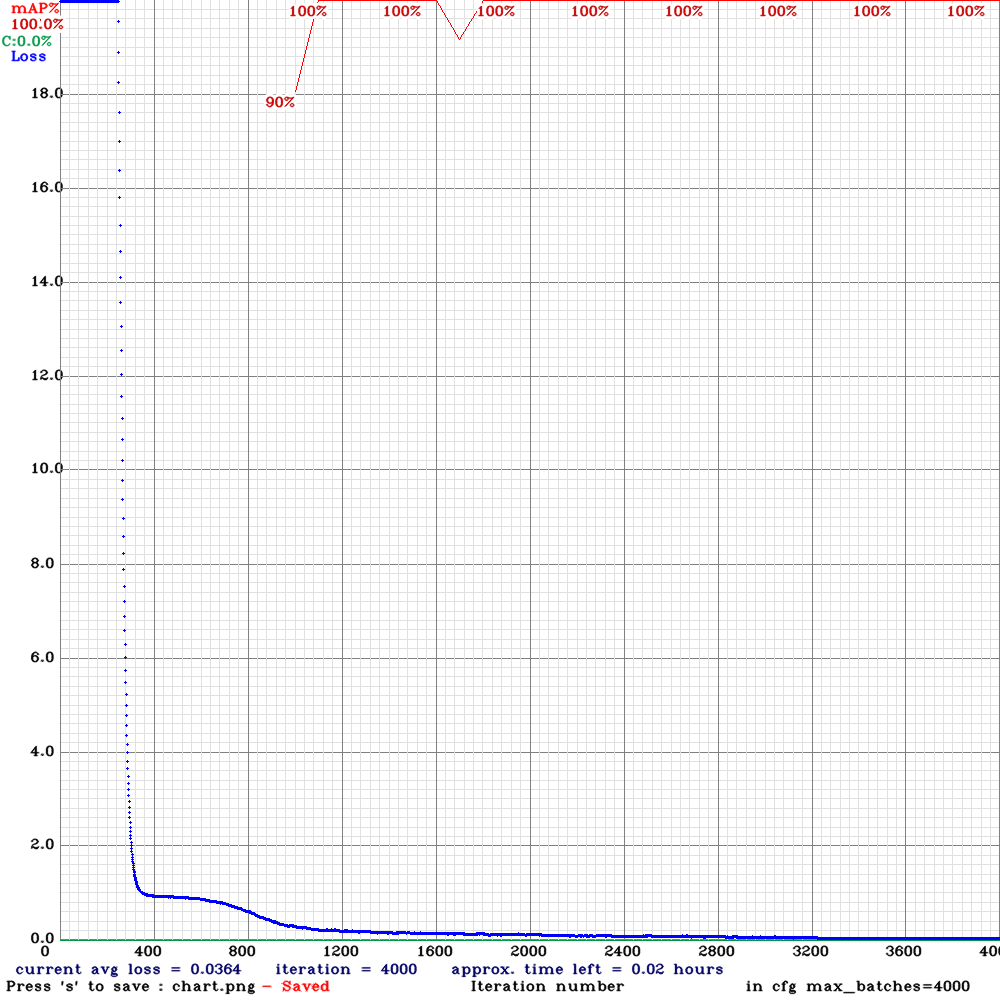 mAP%
100.0%
C:0.0%
Loss
100% 100% 100% 100% 100% 100% 100% 100%
90%
18.0
16.0
14.0
12.0
10.0
8.0
6.0
4.0
2.0
0.0
0 400 800 1200 1600 2000 2400 2800 3200 3600 400
current avg loss = 0.0364 iteration = 4000 approx. time left = 0.02 hours
Press 's' to save : chart.png - Saved Iteration number in cfg max_batches=4000